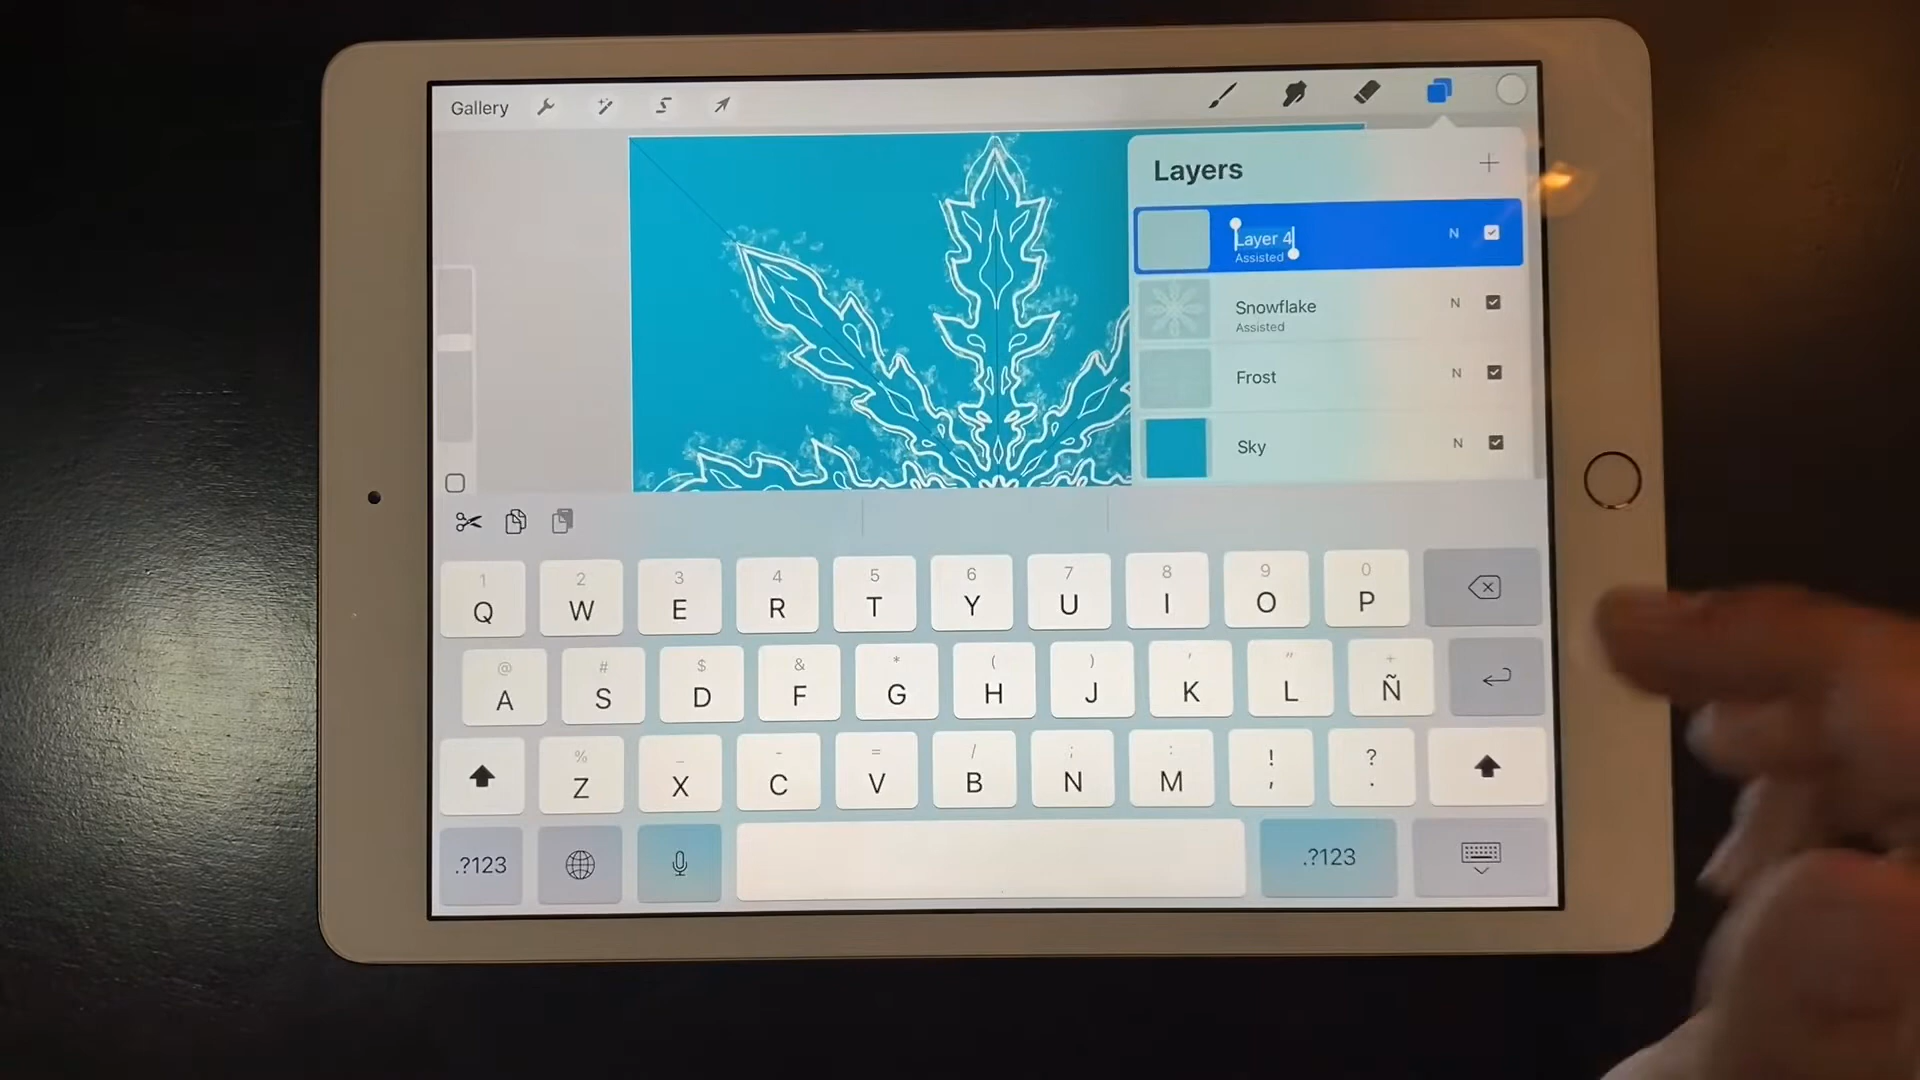 Gallery
Layers
Layer 4 N
Assisted
Snowflake N
Assisted
Frost N
Sky N
1 2 3 4 5 6 7 8 9 0
Q W E R T Y U I O P
@ # $ & * ( ) ' " +
A S D F G H J K L Ñ
% _ - = / ; : ! ?
Z X C V B N M , .
.?123 .?123